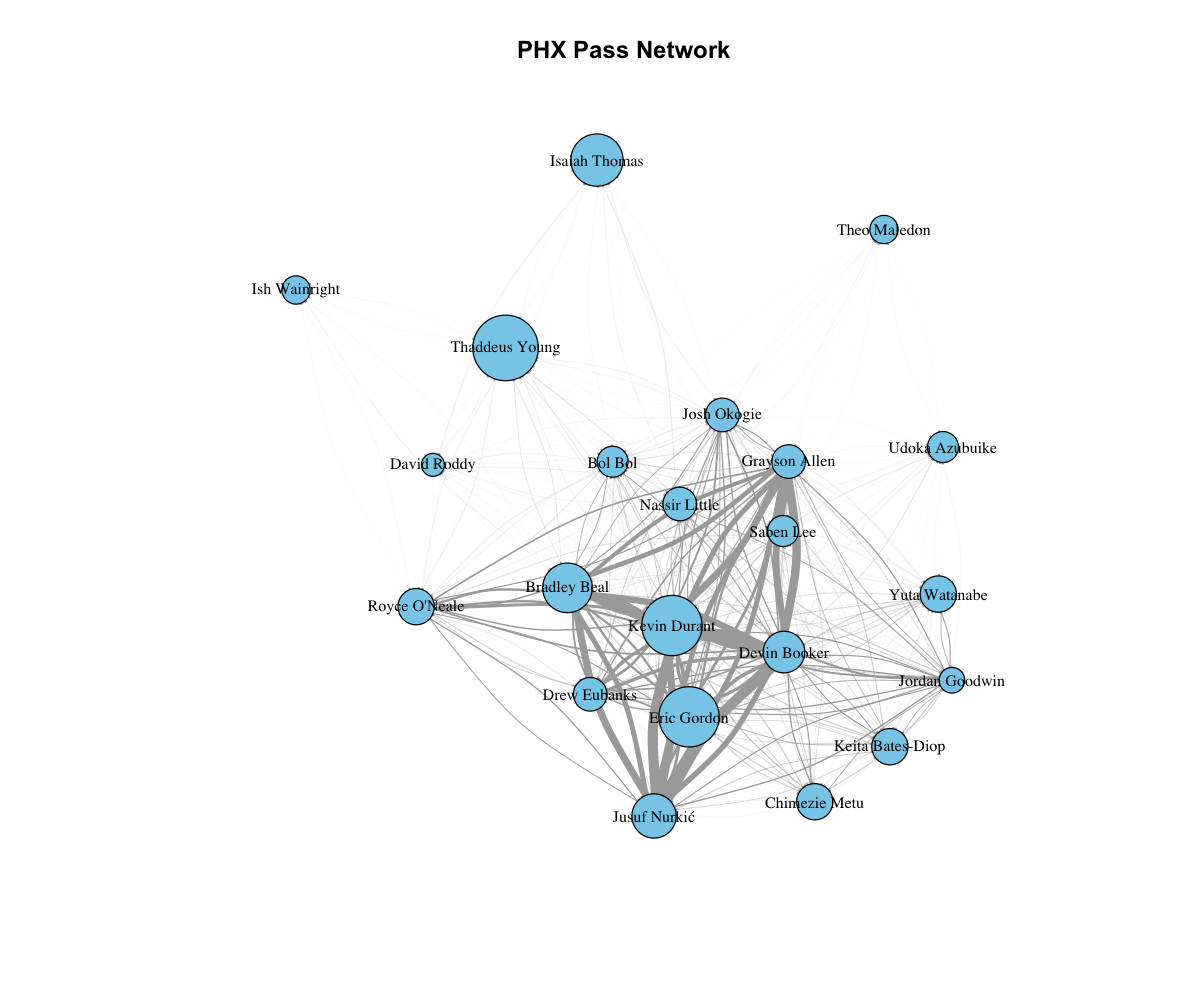 PHX Pass Network
Isaiah Thomas
Theo Maledon
Ish Wainright
Thaddeus Young
Josh Okogie
Udoka Azubuike
David Roddy
Bol Bol
Grayson Allen
Nassir Little
Saben Lee
Bradley Beal
Yuta Watanabe
Royce O'Neale
Kevin Durant
Devin Booker
Jordan Goodwin
Drew Eubanks
Eric Gordon
Keita Bates-Diop
Chimezie Metu
Jusuf Nurkić